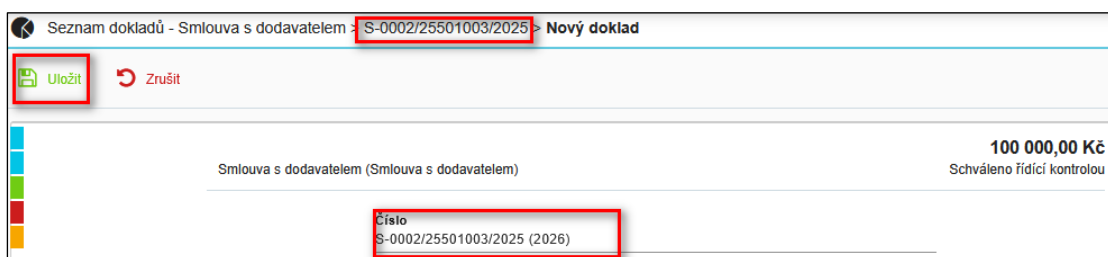 Seznam dokladů - Smlouva s dodavatelem > S-0002/25501003/2025 > Nový doklad
Uložit Zrušit
100 000,00 Kč
Smlouva s dodavatelem (Smlouva s dodavatelem) Schváleno řídící kontrolou
Číslo
S-0002/25501003/2025 (2026)